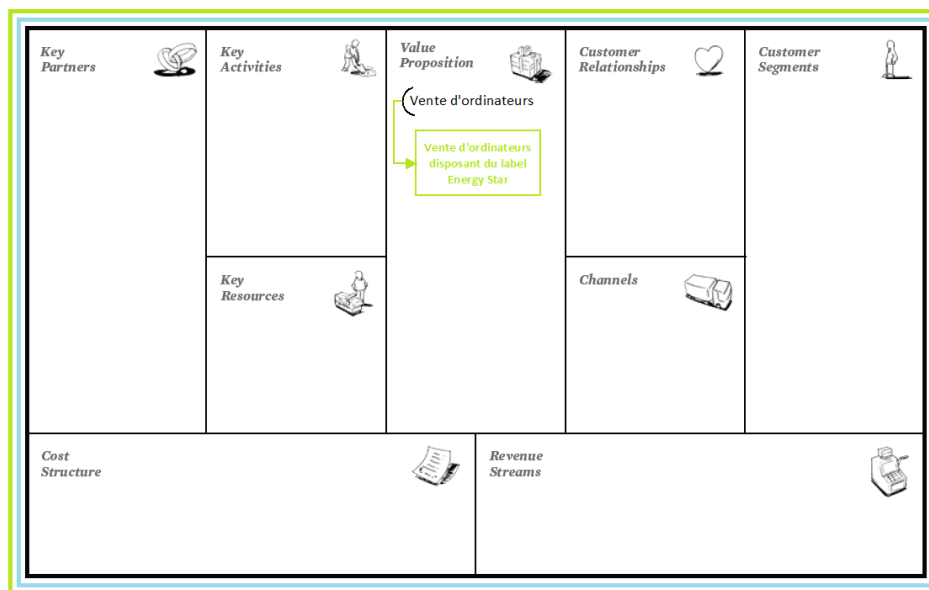 Key
Partners
Key
Activities
Value
Proposition
Customer
Relationships
Customer
Segments
Vente d'ordinateurs
Vente d'ordinateurs
disposant du label
Energy Star
Key
Resources
Channels
Cost
Structure
Revenue
Streams